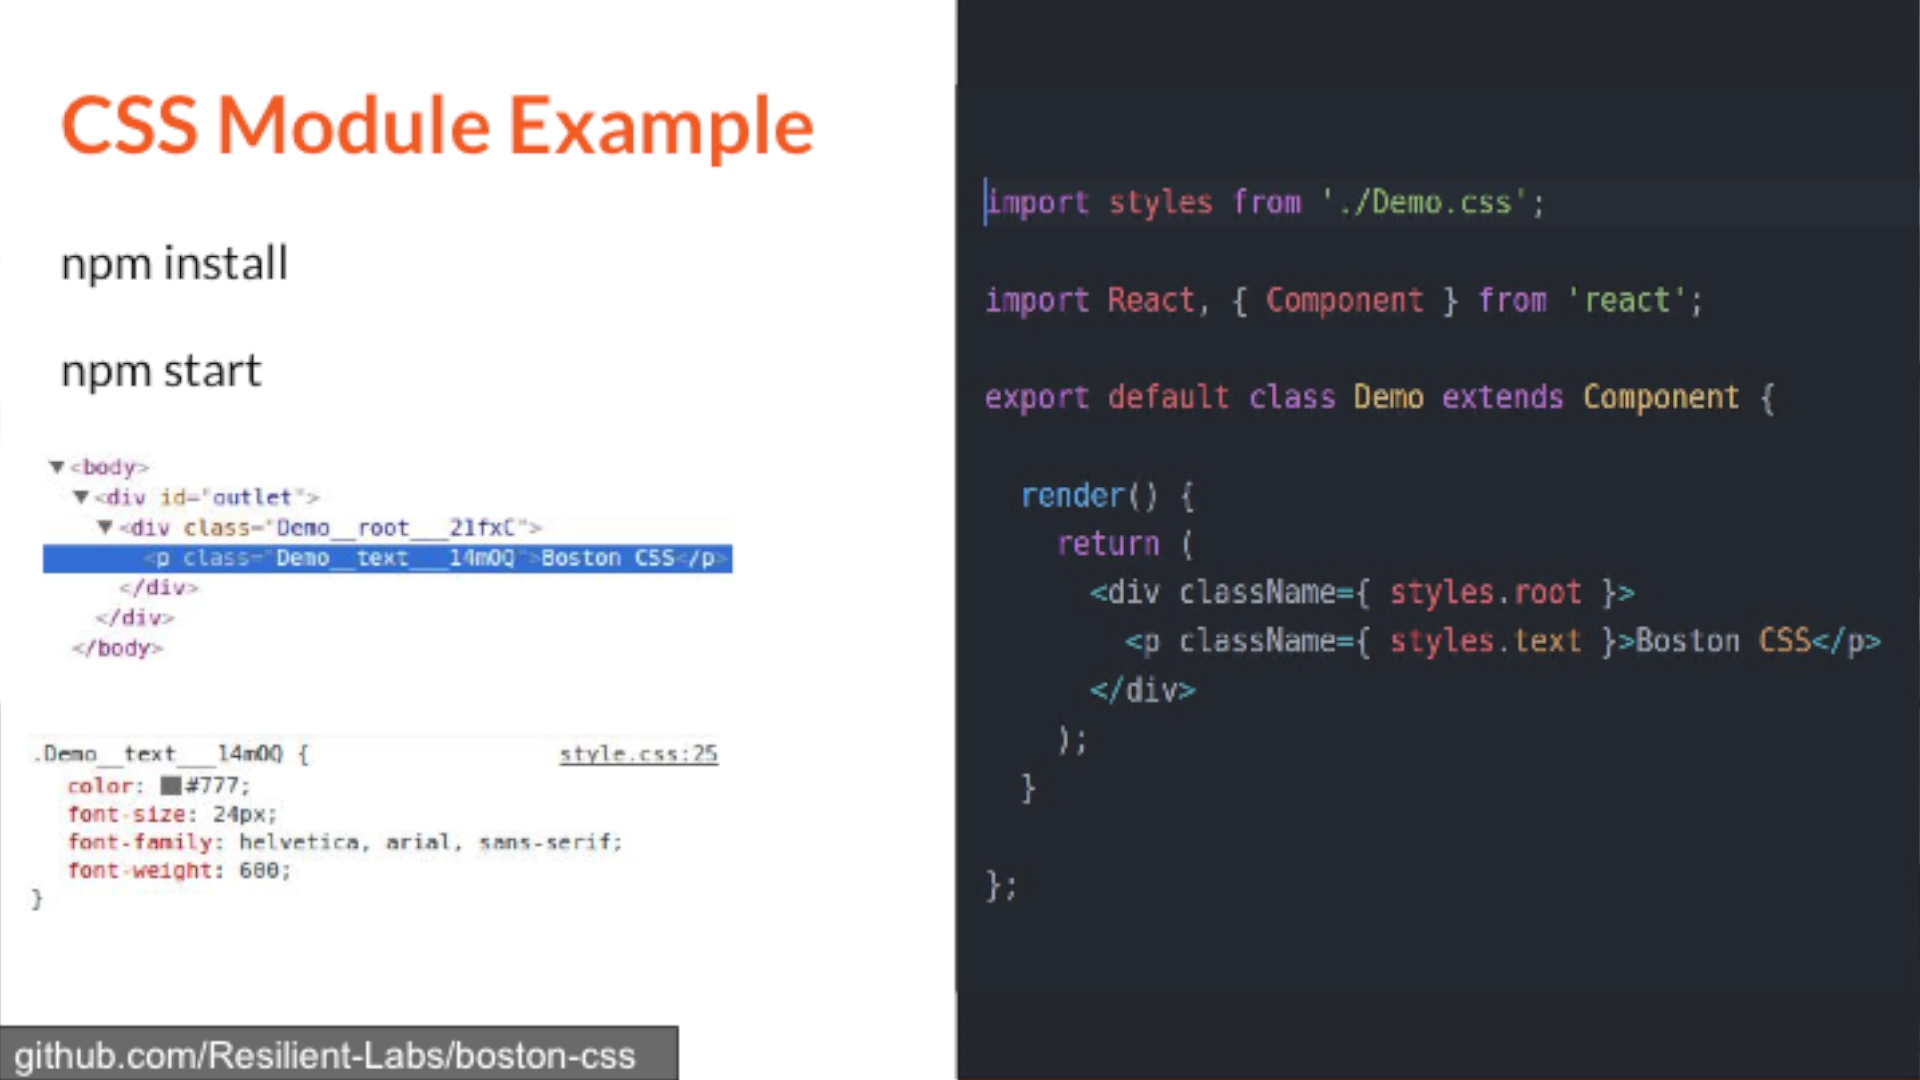 CSS Module Example
npm install
npm start
▼<body>
▼<div id="outlet">
▼<div class="Demo__root___21fxC">
<p class="Demo__text___14mOQ">Boston CSS</p>
</div>
</div>
</body>
.Demo__text___14mOQ { style.css:25
color: #777;
font-size: 24px;
font-family: helvetica, arial, sans-serif;
font-weight: 600;
}
github.com/Resilient-Labs/boston-css
import styles from './Demo.css';
import React, { Component } from 'react';
export default class Demo extends Component {
render() {
return (
<div className={ styles.root }>
<p className={ styles.text }>Boston CSS</p>
</div>
);
}
};